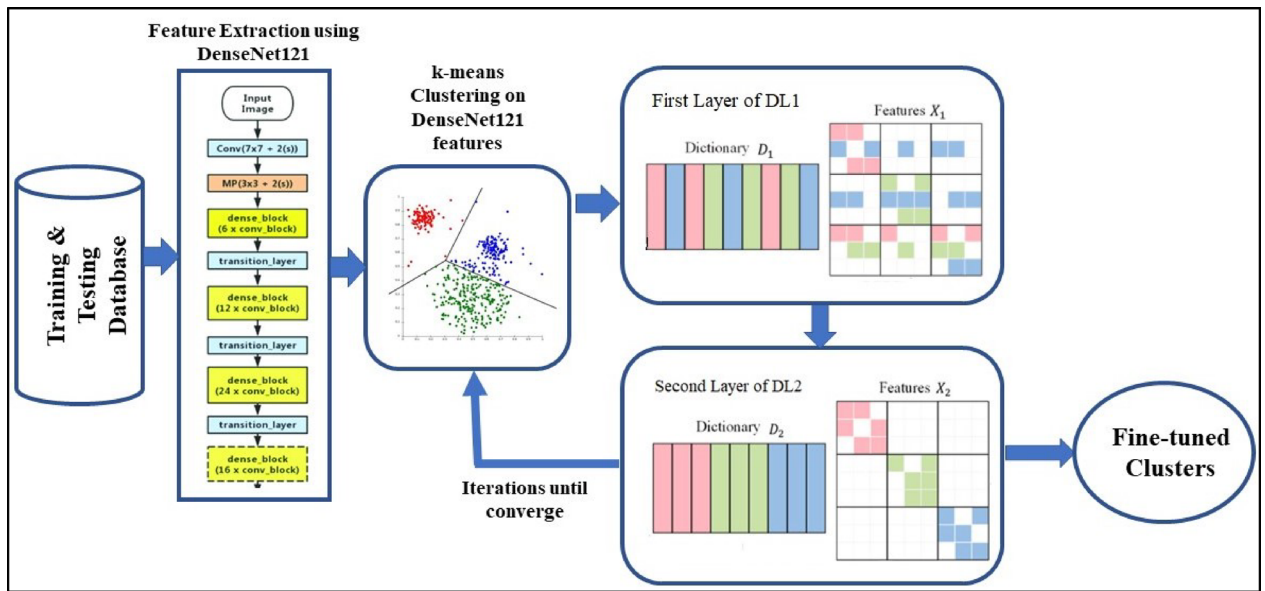 Feature Extraction using
DenseNet121
Input
Image
Conv(7x7 + 2(s))
MP(3x3 + 2(s))
dense_block
(6 x conv_block)
transition_layer
dense_block
(12 x conv_block)
transition_layer
dense_block
(24 x conv_block)
transition_layer
dense_block
(16 x conv_block)
Training &
Testing
Database
k-means
Clustering on
DenseNet121
features
First Layer of DL1
Dictionary D₁
Features X₁
Second Layer of DL2
Dictionary D₂
Features X₂
Iterations until
converge
Fine-tuned
Clusters